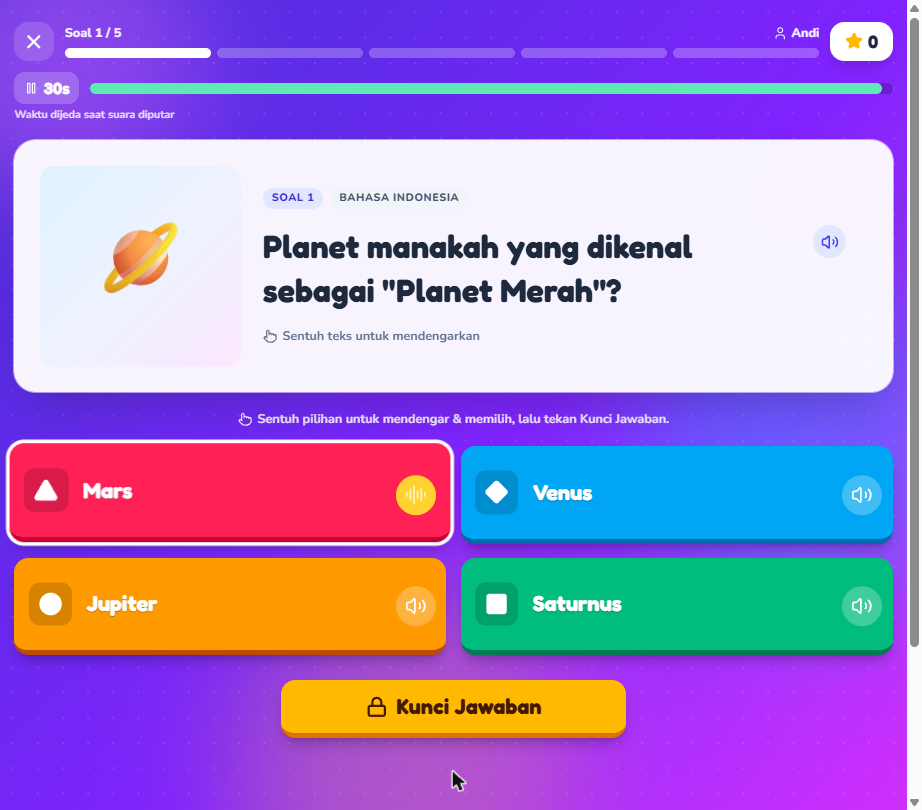 Soal 1 / 5
Andi
0
30s
Waktu dijeda saat suara diputar
SOAL 1
BAHASA INDONESIA
Planet manakah yang dikenal
sebagai "Planet Merah"?
Sentuh teks untuk mendengarkan
Sentuh pilihan untuk mendengar & memilih, lalu tekan Kunci Jawaban.
Mars
Venus
Jupiter
Saturnus
Kunci Jawaban